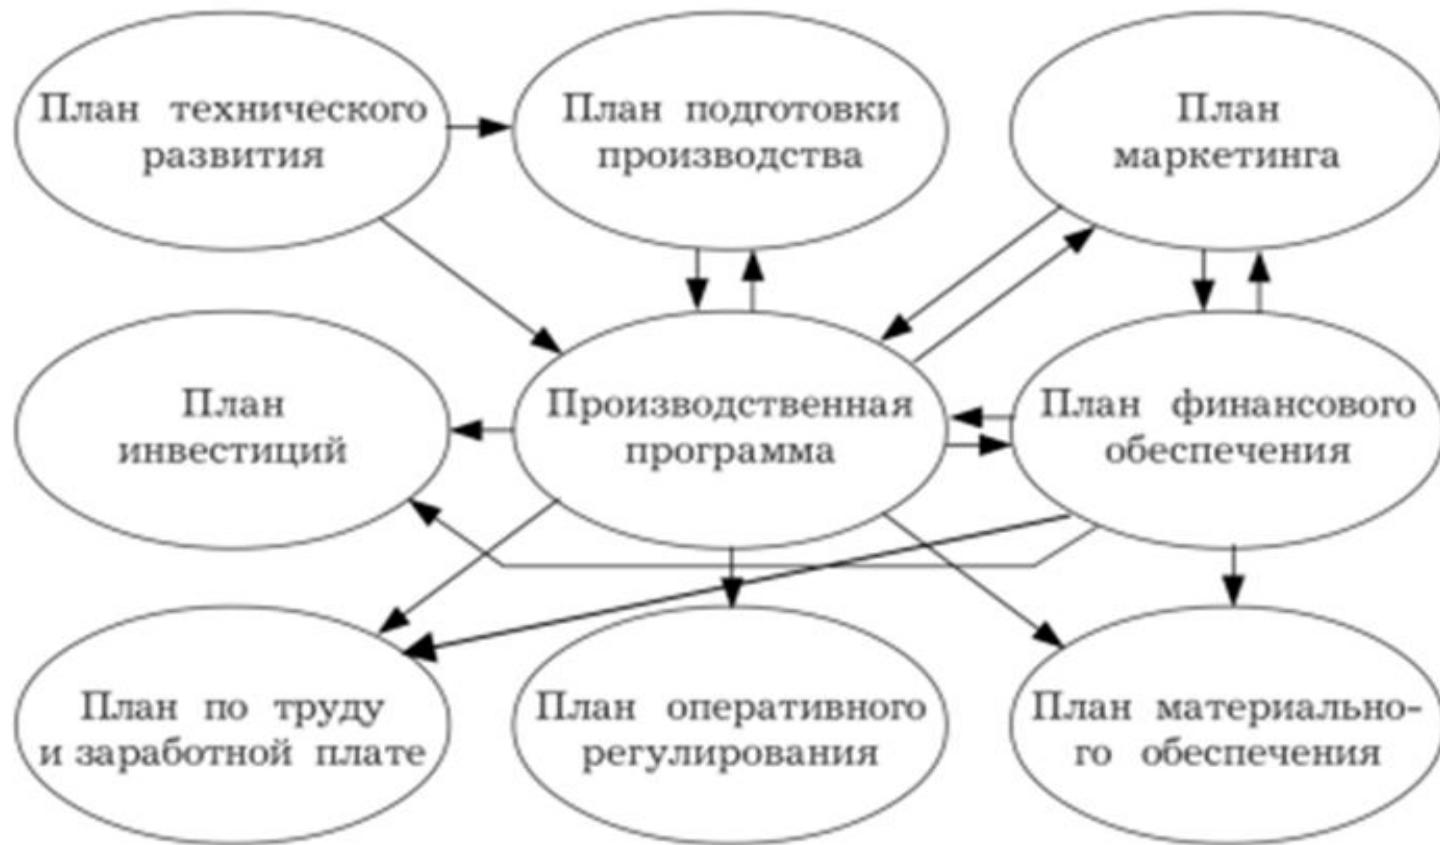 План технического
развития
План подготовки
производства
План
маркетинга
План
инвестиций
Производственная
программа
План финансового
обеспечения
План по труду
и заработной плате
План оперативного
регулирования
План материально-
го обеспечения